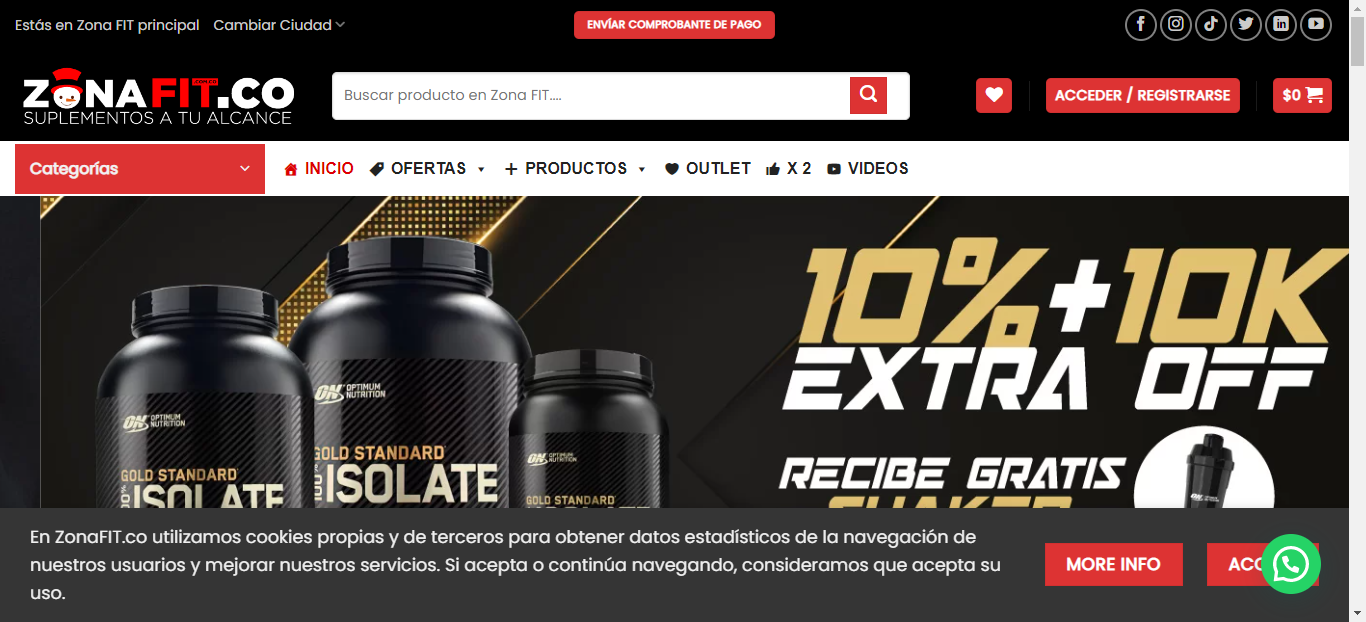 Estás en Zona FIT principal Cambiar Ciudad
ENVÍAR COMPROBANTE DE PAGO
ZONAFIT.CO
.COM.CO
SUPLEMENTOS A TU ALCANCE
Buscar producto en Zona FIT....
ACCEDER / REGISTRARSE
$0
Categorías
INICIO OFERTAS PRODUCTOS OUTLET X 2 VIDEOS
10%+10K
EXTRA OFF
RECIBE GRATIS
SHAKER
ON OPTIMUM
NUTRITION
GOLD STANDARD
100% ISOLATE
ON OPTIMUM
NUTRITION
GOLD STANDARD
100% ISOLATE
ON OPTIMUM
NUTRITION
GOLD STANDARD
En ZonaFIT.co utilizamos cookies propias y de terceros para obtener datos estadísticos de la navegación de
nuestros usuarios y mejorar nuestros servicios. Si acepta o continúa navegando, consideramos que acepta su
uso.
MORE INFO
ACC